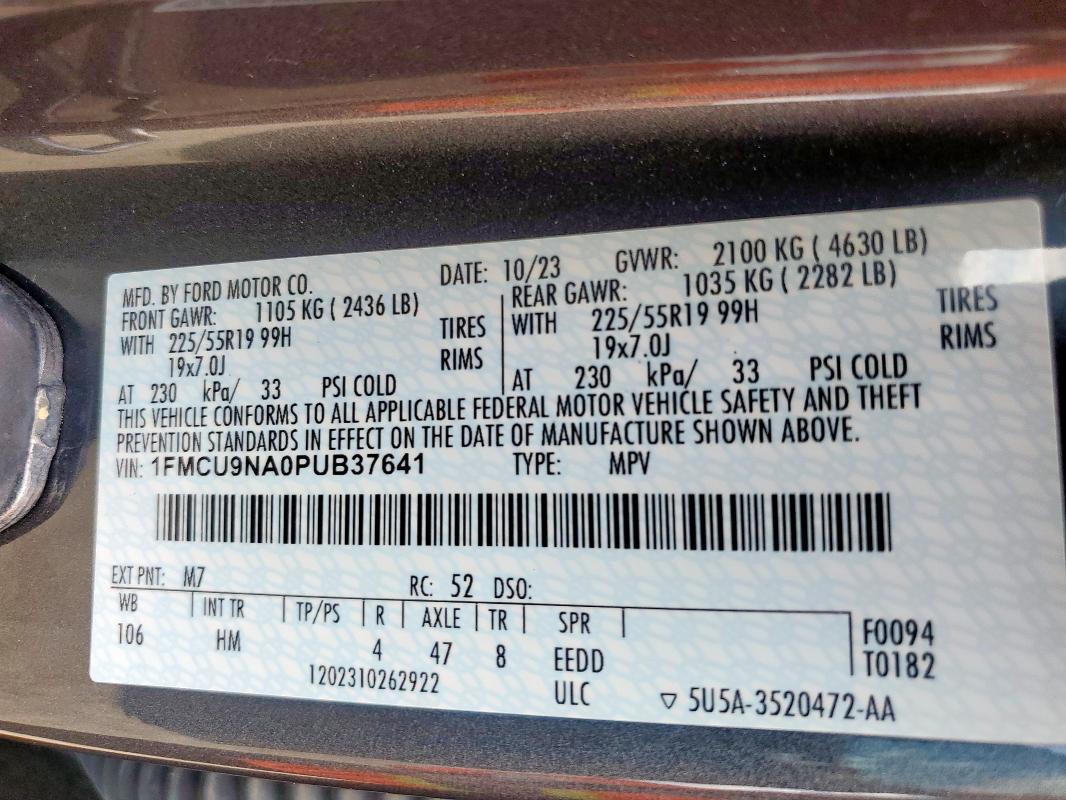 MFD. BY FORD MOTOR CO. DATE: 10/23 GVWR: 2100 KG ( 4630 LB)
FRONT GAWR: 1105 KG ( 2436 LB) REAR GAWR: 1035 KG ( 2282 LB)
WITH 225/55R19 99H TIRES WITH 225/55R19 99H TIRES
19x7.0J RIMS 19x7.0J RIMS
AT 230 kPa/ 33 PSI COLD AT 230 kPa/ 33 PSI COLD
THIS VEHICLE CONFORMS TO ALL APPLICABLE FEDERAL MOTOR VEHICLE SAFETY AND THEFT
PREVENTION STANDARDS IN EFFECT ON THE DATE OF MANUFACTURE SHOWN ABOVE.
VIN: 1FMCU9NA0PUB37641 TYPE: MPV
EXT PNT: M7 RC: 52 DSO:
WB INT TR TP/PS R AXLE TR SPR
106 HM 4 47 8 EEDD
F0094
T0182
1202310262922 ULC ▽ 5U5A-3520472-AA